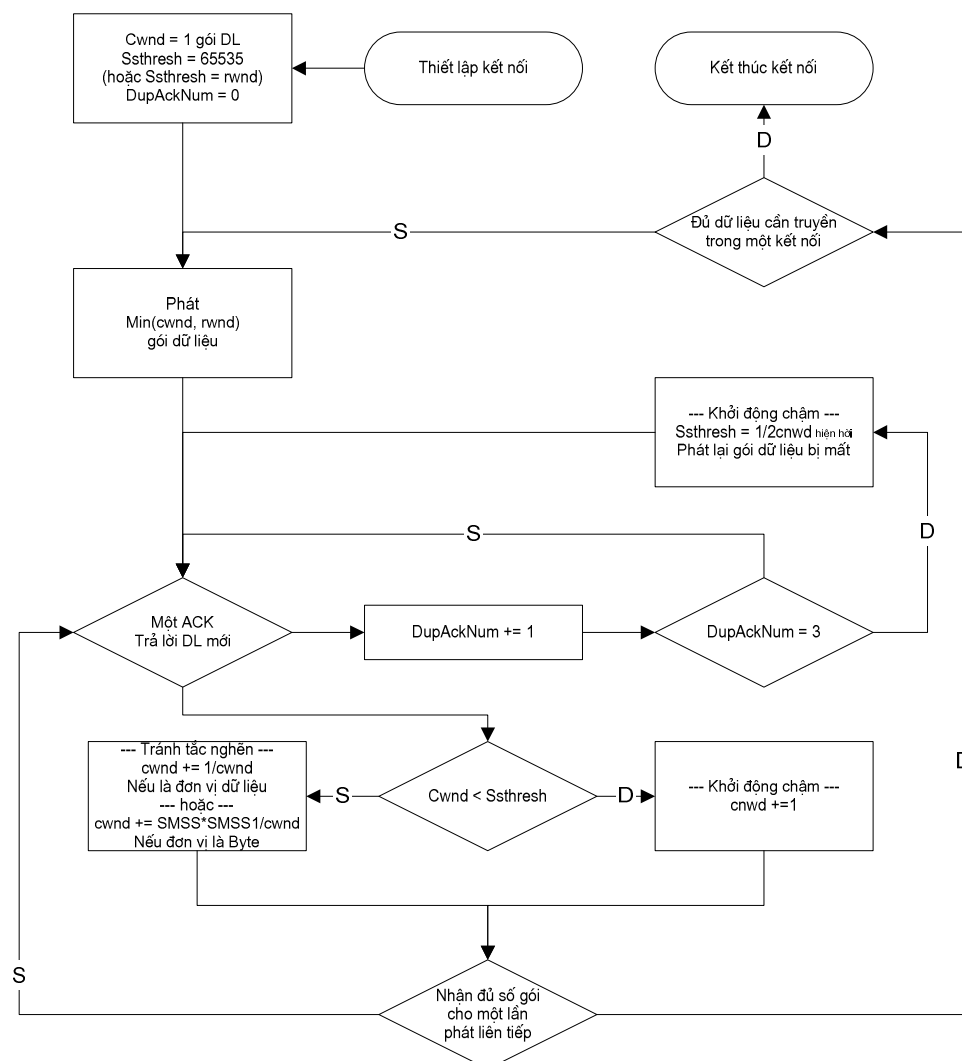 Cwnd = 1 gói DL
Ssthresh = 65535
(hoặc Ssthresh = rwnd)
DupAckNum = 0
Thiết lập kết nối
Kết thúc kết nối
D
Đủ dữ liệu cần truyền
trong một kết nối
S
Phát
Min(cwnd, rwnd)
gói dữ liệu
--- Khởi động chậm ---
Ssthresh = 1/2cnwd hiện hời
Phát lại gói dữ liệu bị mất
S
D
Một ACK
Trả lời DL mới
DupAckNum += 1
DupAckNum = 3
--- Tránh tắc nghẽn ---
cwnd += 1/cwnd
Nếu là đơn vị dữ liệu
--- hoặc ---
cwnd += SMSS*SMSS1/cwnd
Nếu đơn vị là Byte
S
Cwnd < Ssthresh
D
--- Khởi động chậm ---
cnwd +=1
S
Nhận đủ số gói
cho một lần
phát liên tiếp